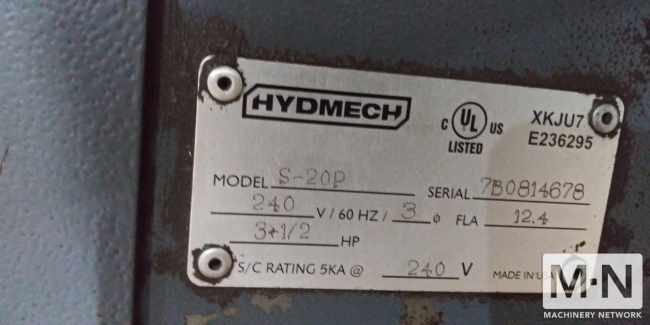 HYDMECH
C UL US
LISTED
XKJU7
E236295
MODEL S-20P SERIAL 7B0814678
240 V / 60 HZ / 3 ϕ FLA 12.4
3+1/2 HP
S/C RATING 5KA @ 240 V MADE IN USA
M-N
MACHINERY NETWORK